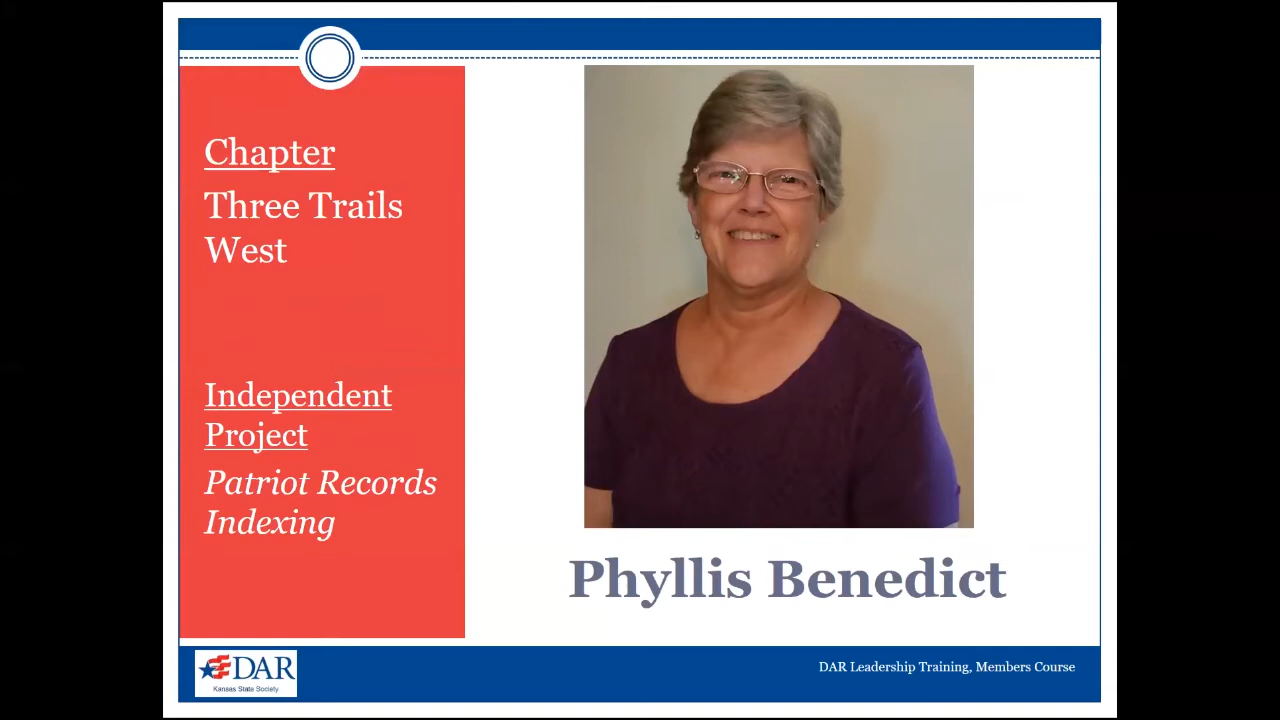 Chapter
Three Trails
West
Independent
Project
Patriot Records
Indexing
Phyllis Benedict
DAR
Kansas State Society
DAR Leadership Training, Members Course